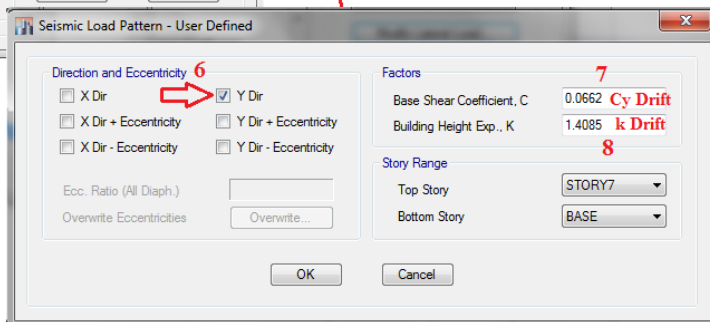 Seismic Load Pattern - User Defined
Direction and Eccentricity 6
X Dir
Y Dir
X Dir + Eccentricity
Y Dir + Eccentricity
X Dir - Eccentricity
Y Dir - Eccentricity
Ecc. Ratio (All Diaph.)
Overwrite Eccentricities
Overwrite...
Factors
7
Base Shear Coefficient, C
0.0662 Cy Drift
Building Height Exp., K
1.4085 k Drift
8
Story Range
Top Story
STORY7
Bottom Story
BASE
OK
Cancel